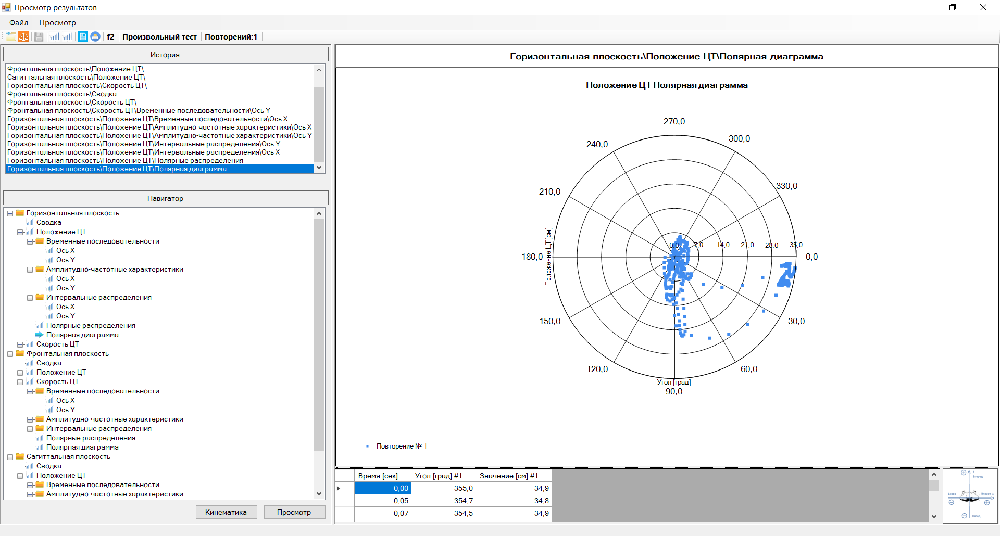 Просмотр результатов
Файл Просмотр
f2 Произвольный тест Повторений:1
История
Фронтальная плоскость\Положение ЦТ\
Сагиттальная плоскость\Положение ЦТ\
Горизонтальная плоскость\Скорость ЦТ\
Фронтальная плоскость\Сводка
Фронтальная плоскость\Скорость ЦТ\
Фронтальная плоскость\Скорость ЦТ\Временные последовательности\Ось Y
Горизонтальная плоскость\Положение ЦТ\Временные последовательности\Ось X
Горизонтальная плоскость\Положение ЦТ\Амплитудно-частотные характеристики\Ось X
Горизонтальная плоскость\Положение ЦТ\Амплитудно-частотные характеристики\Ось Y
Горизонтальная плоскость\Положение ЦТ\Интервальные распределения\Ось Y
Горизонтальная плоскость\Положение ЦТ\Интервальные распределения\Ось X
Горизонтальная плоскость\Положение ЦТ\Полярные распределения
Горизонтальная плоскость\Положение ЦТ\Полярная диаграмма
Навигатор
Горизонтальная плоскость
Сводка
Положение ЦТ
Временные последовательности
Ось X
Ось Y
Амплитудно-частотные характеристики
Ось X
Ось Y
Интервальные распределения
Ось X
Ось Y
Полярные распределения
Полярная диаграмма
Скорость ЦТ
Фронтальная плоскость
Сводка
Положение ЦТ
Скорость ЦТ
Временные последовательности
Ось X
Ось Y
Амплитудно-частотные характеристики
Интервальные распределения
Полярные распределения
Полярная диаграмма
Сагиттальная плоскость
Сводка
Положение ЦТ
Временные последовательности
Амплитудно-частотные характеристики
Кинематика Просмотр
Горизонтальная плоскость\Положение ЦТ\Полярная диаграмма
Положение ЦТ Полярная диаграмма
270,0
240,0 300,0
210,0 330,0
Положение ЦТ[см]
0,0 7,0 14,0 21,0 28,0 35,0
180,0 0,0
150,0 30,0
120,0 60,0
Угол [град]
90,0
Повторение № 1
Время [сек] Угол [град] #1 Значение [см] #1
0,00 355,0 34,9
0,05 354,7 34,8
0,07 354,5 34,9
Y
Вперед
Влево Вправо X
Назад